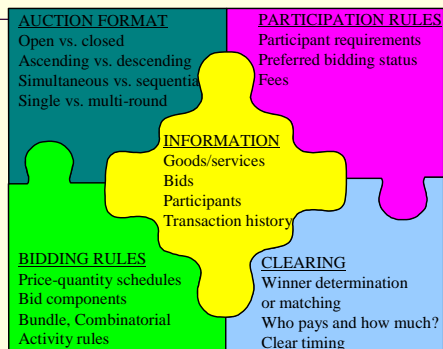 AUCTION FORMAT
Open vs. closed
Ascending vs. descending
Simultaneous vs. sequentia
Single vs. multi-round
PARTICIPATION RULES
Participant requirements
Preferred bidding status
Fees
INFORMATION
Goods/services
Bids
Participants
Transaction history
BIDDING RULES
Price-quantity schedules
Bid components
Bundle, Combinatorial
Activity rules
CLEARING
Winner determination
or matching
Who pays and how much?
Clear timing